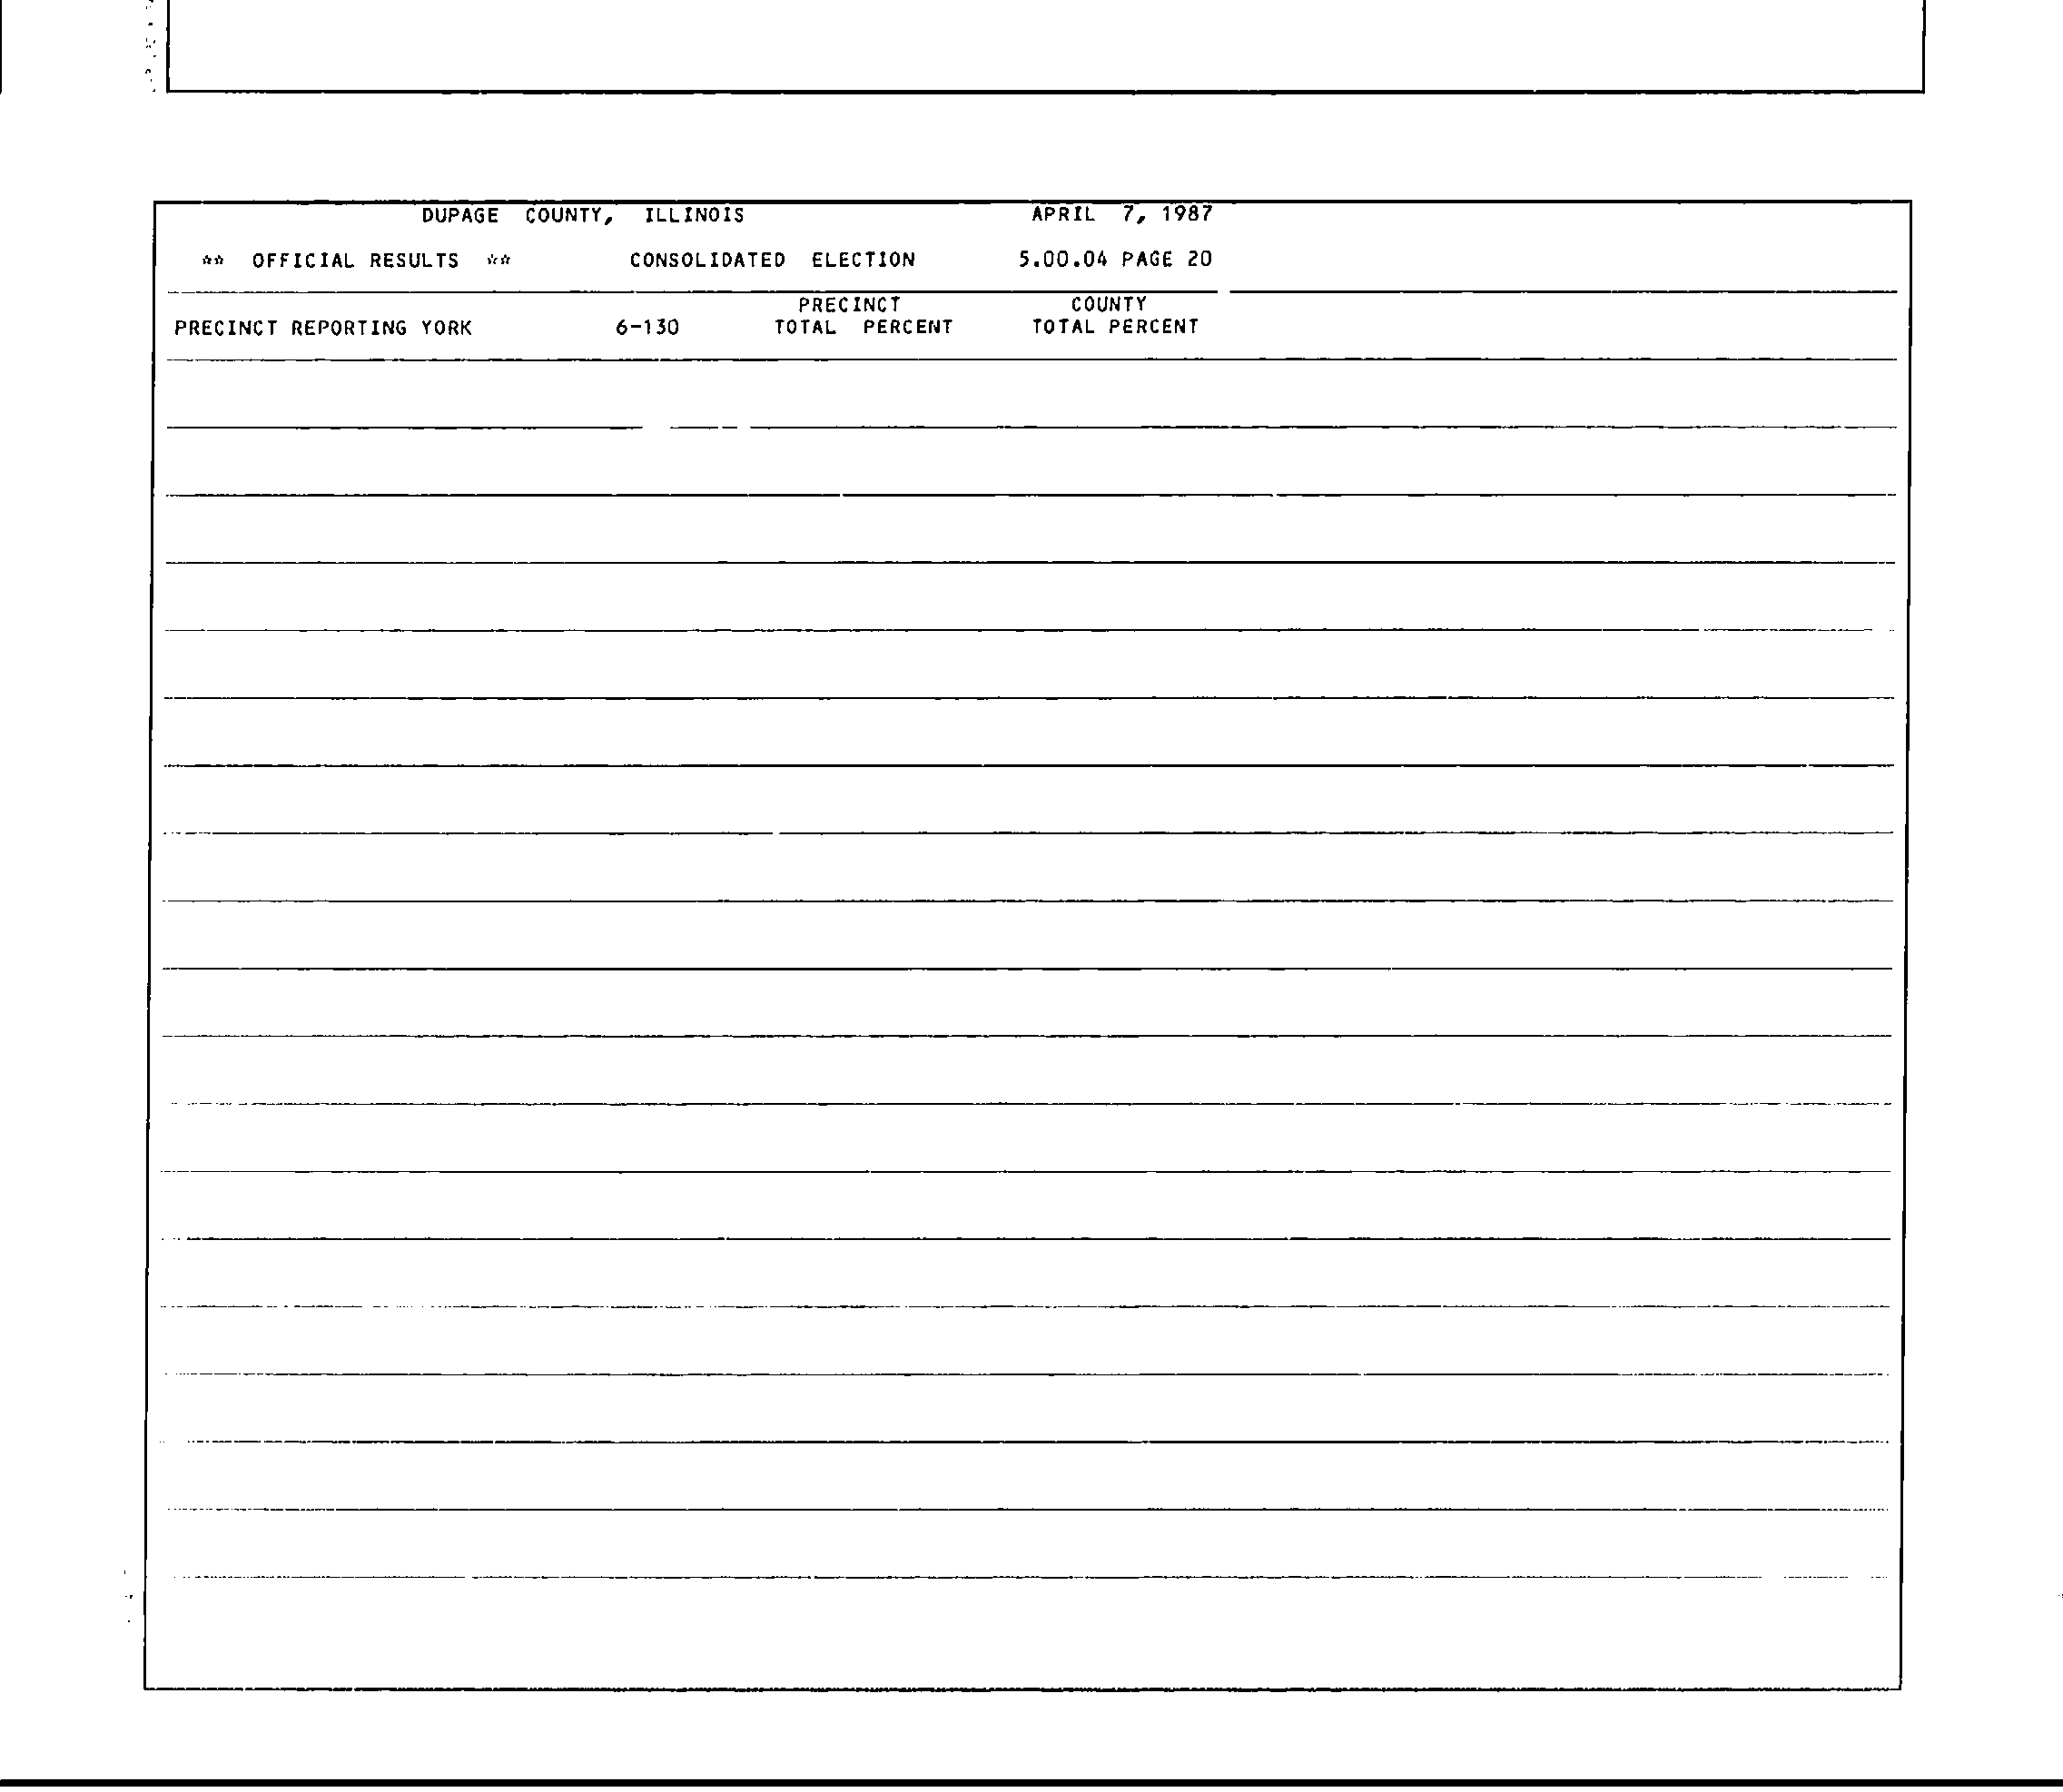 DUPAGE COUNTY, ILLINOIS APRIL 7, 1987
** OFFICIAL RESULTS ** CONSOLIDATED ELECTION 5.00.04 PAGE 20
PRECINCT COUNTY
PRECINCT REPORTING YORK 6-130 TOTAL PERCENT TOTAL PERCENT